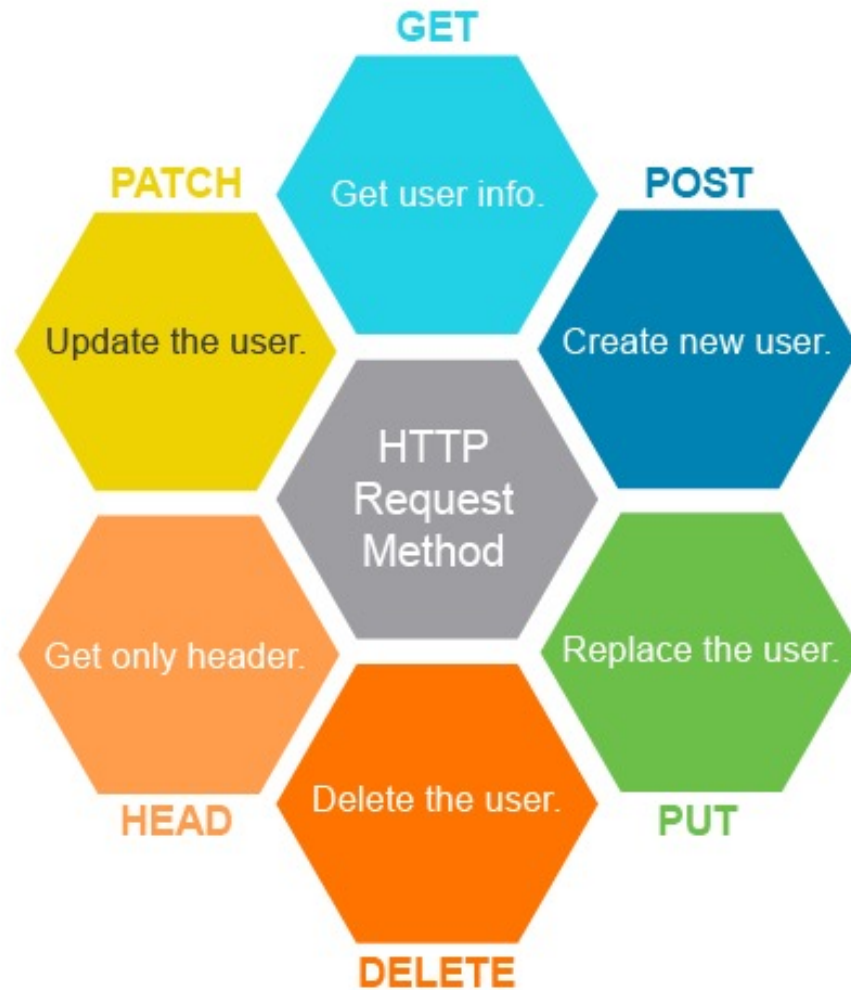 GET
Get user info.
PATCH
Update the user.
POST
Create new user.
HTTP
Request
Method
Get only header.
HEAD
Replace the user.
PUT
Delete the user.
DELETE